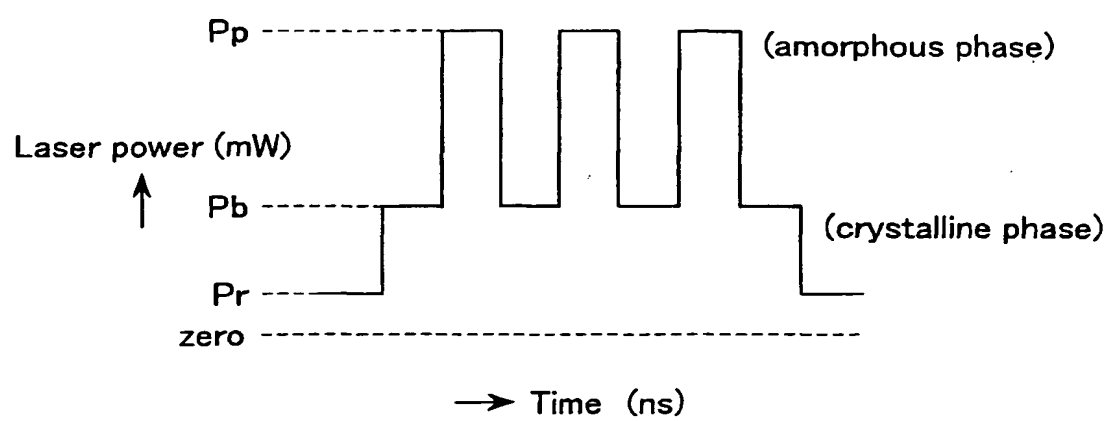 Pp
(amorphous phase)
Laser power (mW)
Pb
(crystalline phase)
Pr
zero
Time (ns)